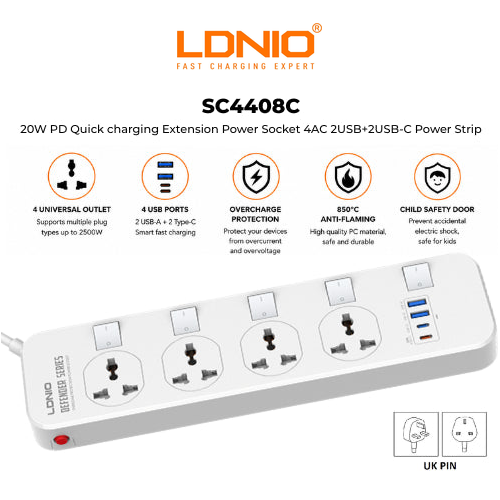 LDNIO®
FAST CHARGING EXPERT
SC4408C
20W PD Quick charging Extension Power Socket 4AC 2USB+2USB-C Power Strip
4 UNIVERSAL OUTLET
Supports multiple plug
types up to 2500W
4 USB PORTS
2 USB-A + 2 Type-C
Smart fast charging
OVERCHARGE
PROTECTION
Protect your devices
from overcurrent
and overvoltage
850°C
ANTI-FLAMING
High quality PC material,
safe and durable
CHILD SAFETY DOOR
Prevent accidental
electric shock,
safe for kids
LDNIO
DEFENDER SERIES
UK PIN